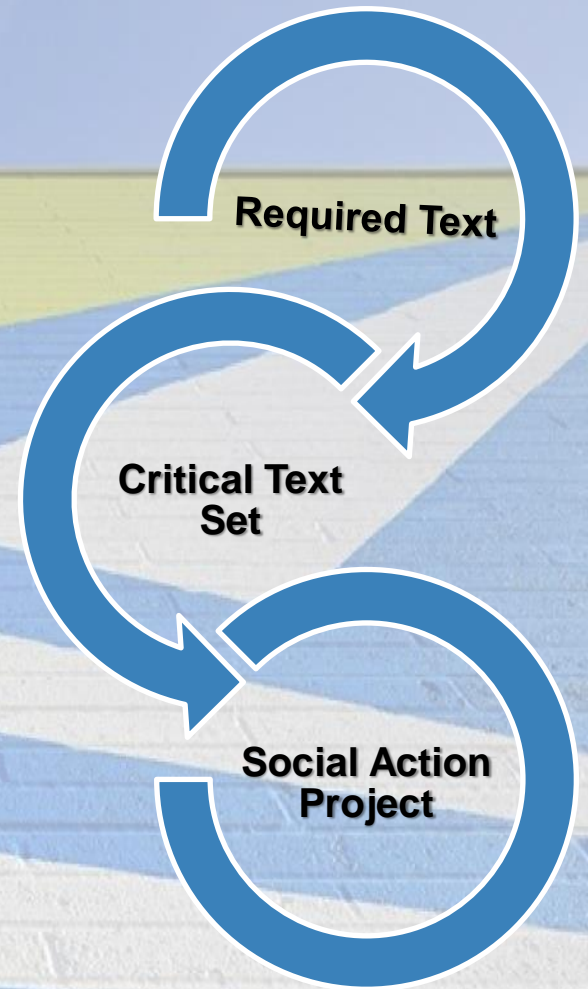 Required Text
Critical Text
Set
Social Action
Project